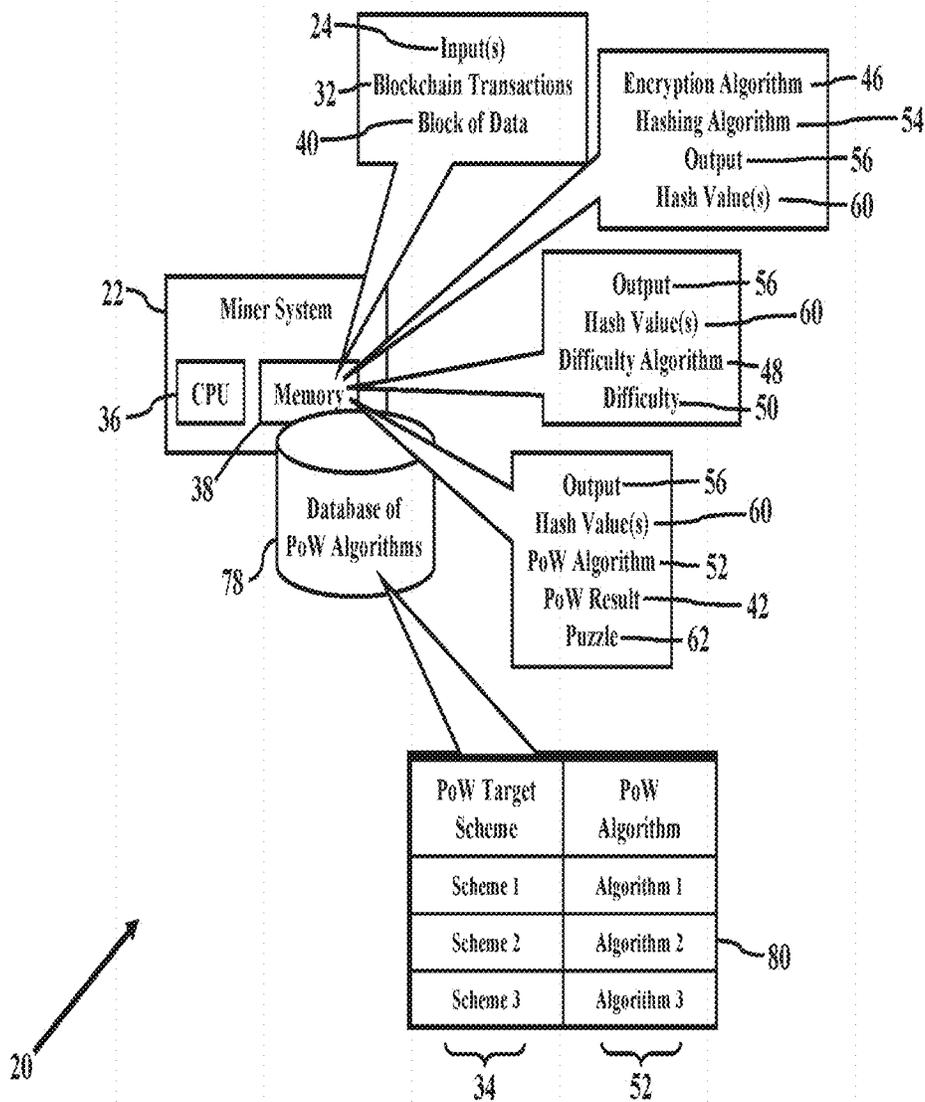 24
Input(s)
32
Blockchain Transactions
40
Block of Data
Encryption Algorithm
46
Hashing Algorithm
54
Output
56
Hash Value(s)
60
22
Miner System
CPU
36
Memory
38
Output
56
Hash Value(s)
60
Difficulty Algorithm
48
Difficulty
50
Database of
PoW Algorithms
78
Output
56
Hash Value(s)
60
PoW Algorithm
52
PoW Result
42
Puzzle
62
PoW Target
Scheme
PoW
Algorithm
Scheme 1
Algorithm 1
Scheme 2
Algorithm 2
80
Scheme 3
Algorithm 3
34
52
20